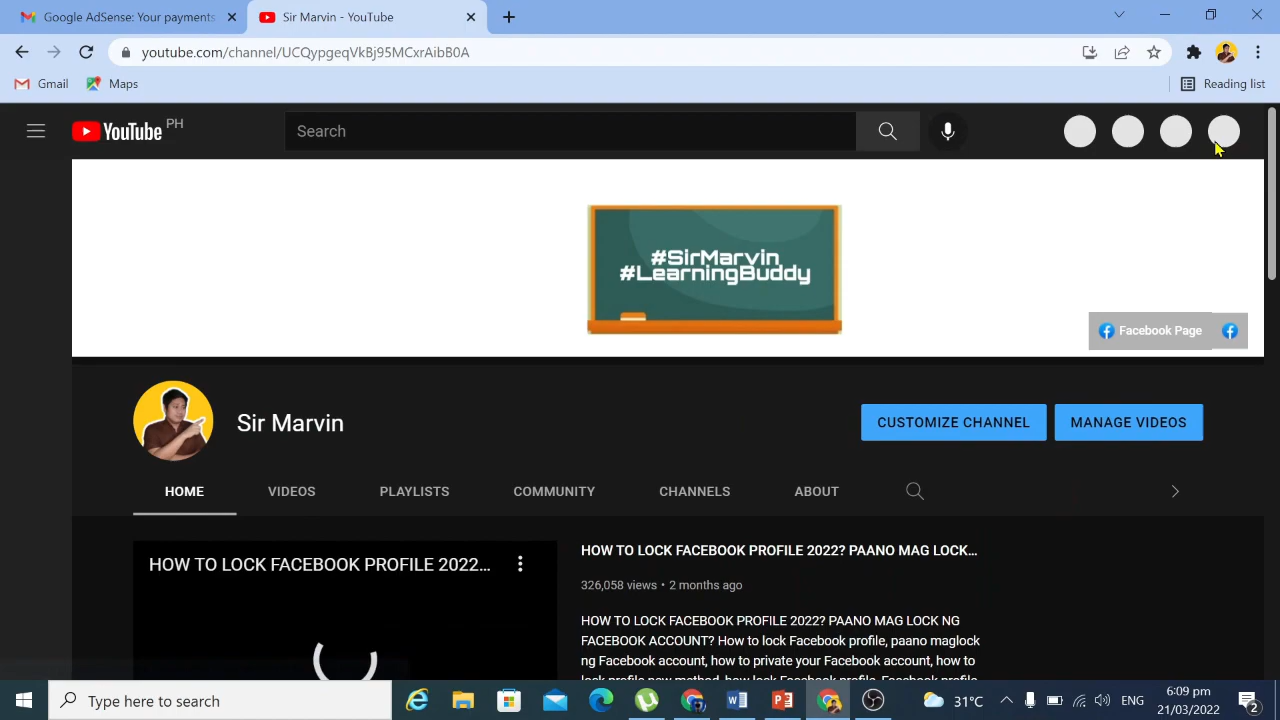 Google AdSense: Your payments
Sir Marvin - YouTube
youtube.com/channel/UCQypgeqVkBj95MCxrAibB0A
Gmail
Maps
Reading list
YouTube PH
Search
#SirMarvin
#LearningBuddy
Facebook Page
Sir Marvin
CUSTOMIZE CHANNEL
MANAGE VIDEOS
HOME
VIDEOS
PLAYLISTS
COMMUNITY
CHANNELS
ABOUT
HOW TO LOCK FACEBOOK PROFILE 2022...
HOW TO LOCK FACEBOOK PROFILE 2022? PAANO MAG LOCK...
326,058 views • 2 months ago
HOW TO LOCK FACEBOOK PROFILE 2022? PAANO MAG LOCK NG
FACEBOOK ACCOUNT? How to lock Facebook profile, paano maglock
ng Facebook account, how to private your Facebook account, how to
lock profile new method, how lock Facebook profile, Facebook profile
Type here to search
31°C
ENG
6:09 pm
21/03/2022
2